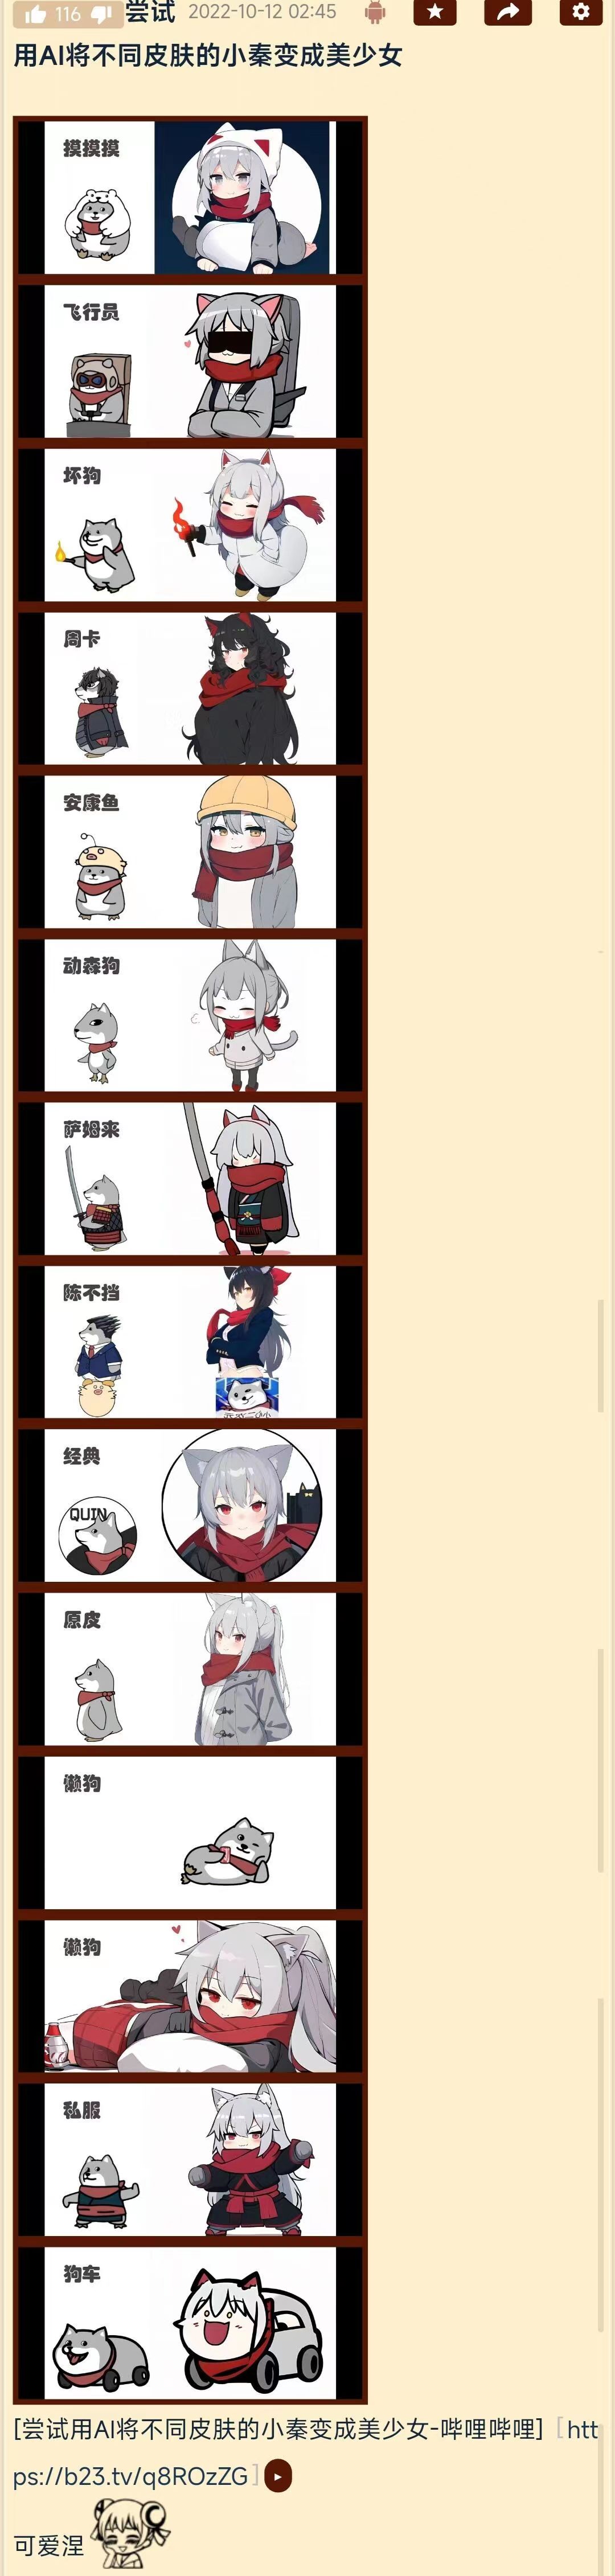 116
尝试 2022-10-12 02:45
用AI将不同皮肤的小秦变成美少女
摸摸摸
飞行员
坏狗
周卡
安康鱼
动森狗
萨姆来
陈不挡
经典
QUIN
原皮
懒狗
懒狗
私服
狗车
[尝试用AI将不同皮肤的小秦变成美少女-哔哩哔哩] [htt
ps://b23.tv/q8ROzZG]
可爱涅